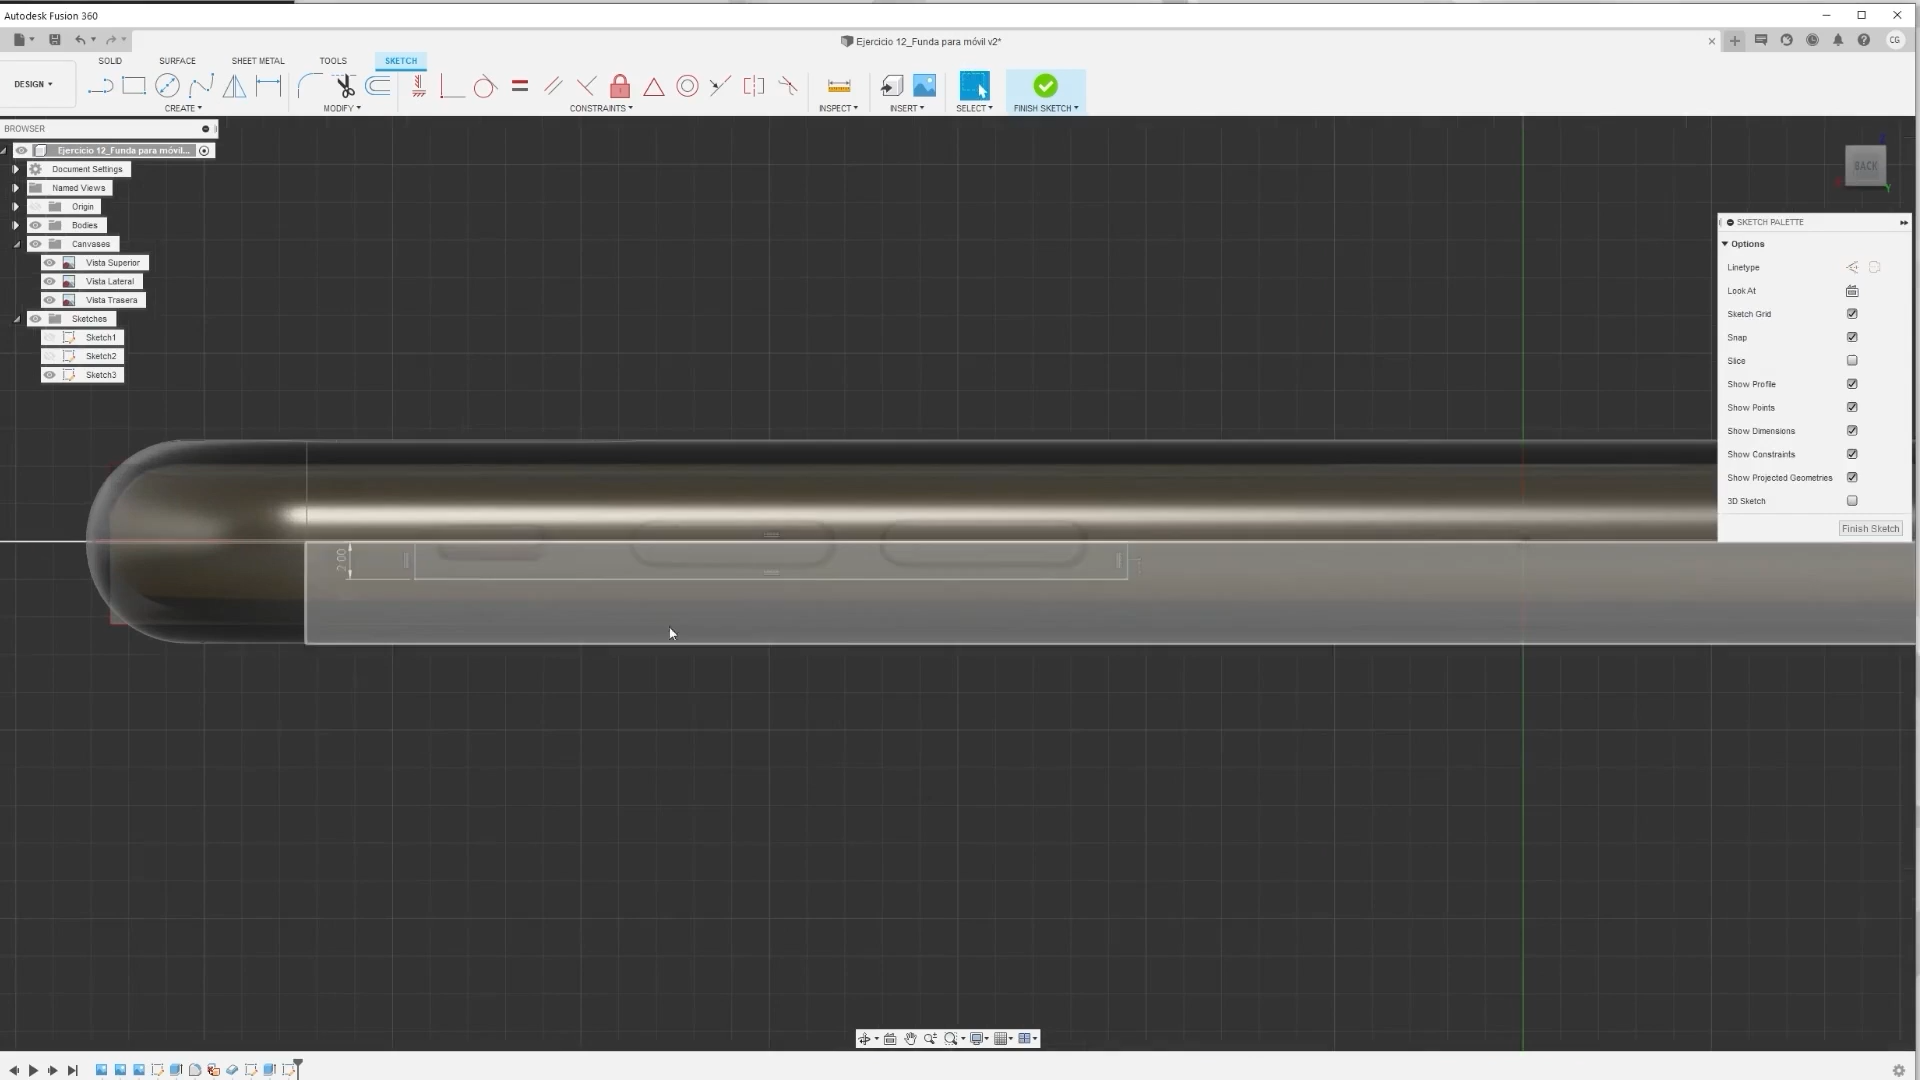 Autodesk Fusion 360
Ejercicio 12_Funda para móvil v2*
CG
DESIGN
SOLID
SURFACE
SHEET METAL
TOOLS
SKETCH
CREATE
MODIFY
CONSTRAINTS
INSPECT
INSERT
SELECT
FINISH SKETCH
BROWSER
Ejercicio 12_Funda para móvil...
Document Settings
Named Views
Origin
Bodies
Canvases
Vista Superior
Vista Lateral
Vista Trasera
Sketches
Sketch1
Sketch2
Sketch3
BACK
SKETCH PALETTE
Options
Linetype
Look At
Sketch Grid
Snap
Slice
Show Profile
Show Points
Show Dimensions
Show Constraints
Show Projected Geometries
3D Sketch
Finish Sketch
2.00